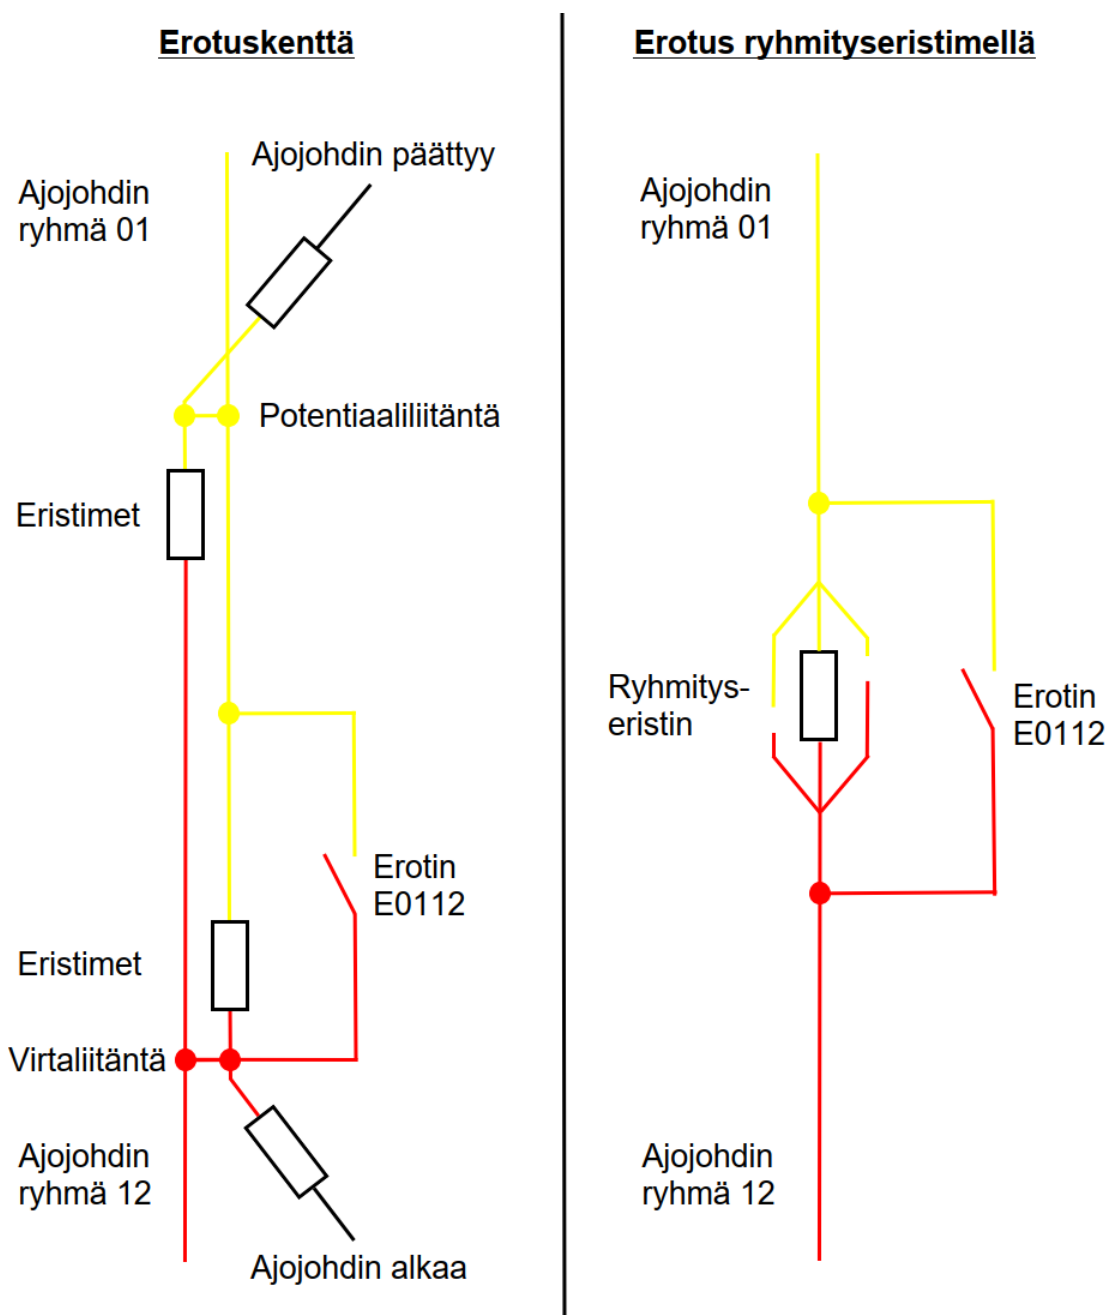 Erotuskenttä
Ajojohdin päättyy
Ajojohdin
ryhmä 01
Potentiaaliliitäntä
Eristimet
Erotin
E0112
Eristimet
Virtaliitäntä
Ajojohdin
ryhmä 12
Ajojohdin alkaa
Erotus ryhmityseristimellä
Ajojohdin
ryhmä 01
Ryhmitys-
eristin
Erotin
E0112
Ajojohdin
ryhmä 12